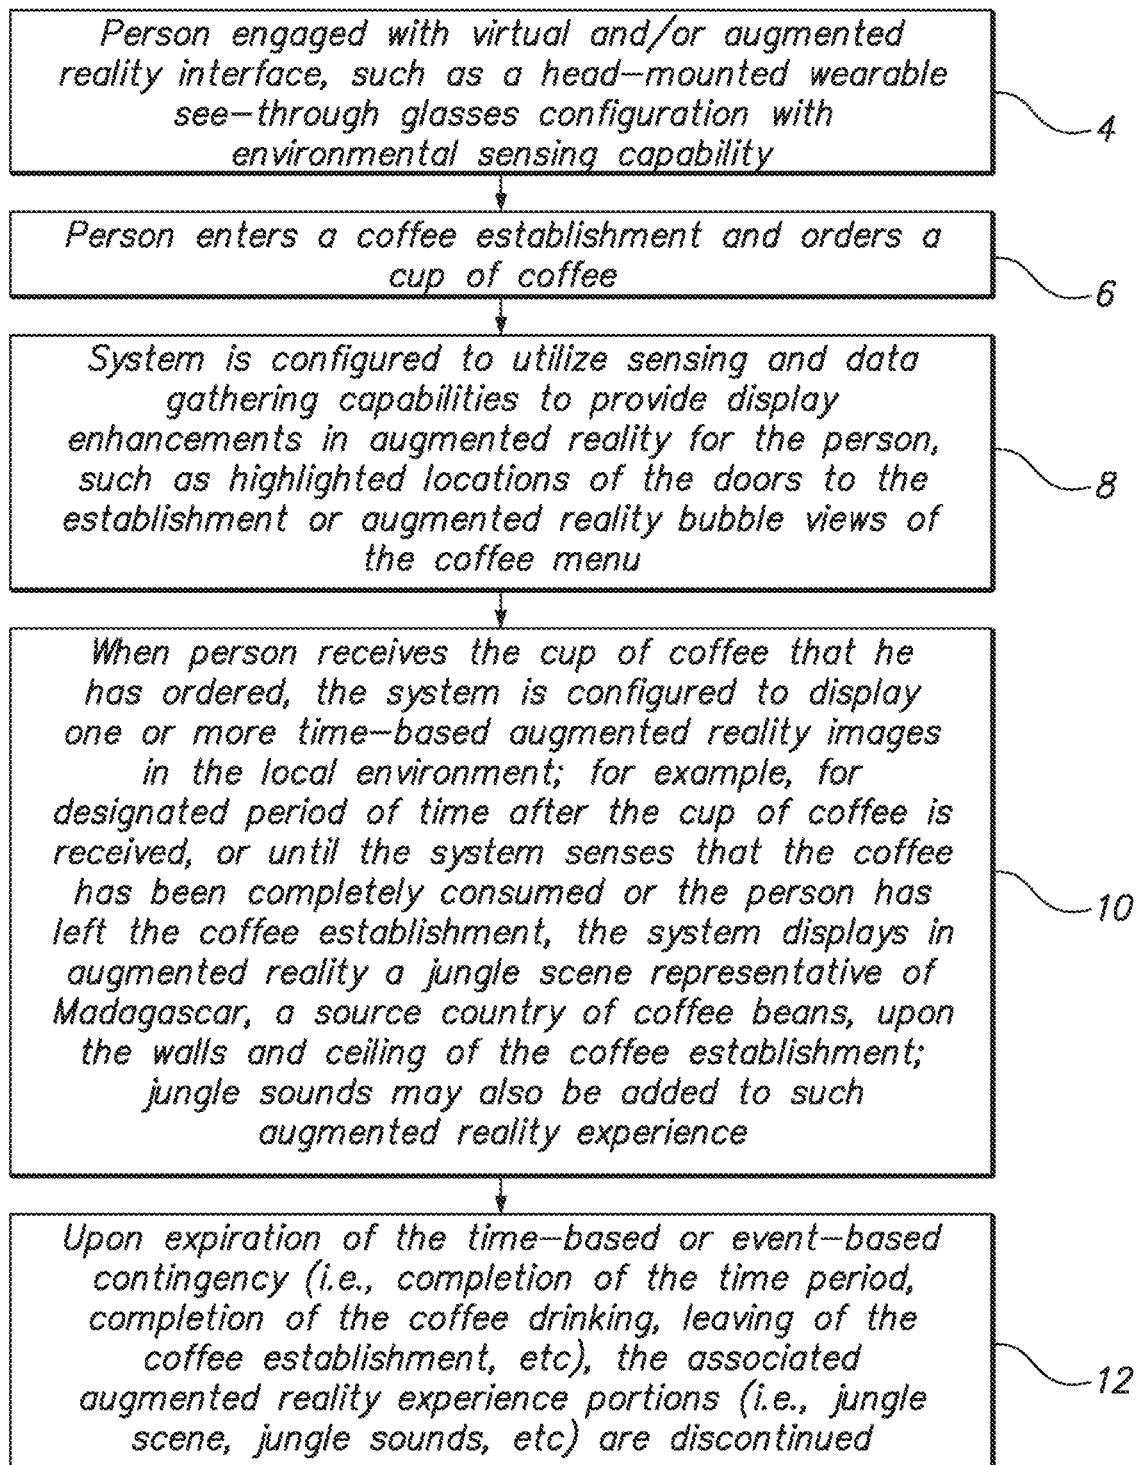 Person engaged with virtual and/or augmented
reality interface, such as a head-mounted wearable
see-through glasses configuration with
environmental sensing capability
4
Person enters a coffee establishment and orders a
cup of coffee
6
System is configured to utilize sensing and data
gathering capabilities to provide display
enhancements in augmented reality for the person,
such as highlighted locations of the doors to the
establishment or augmented reality bubble views of
the coffee menu
8
When person receives the cup of coffee that he
has ordered, the system is configured to display
one or more time-based augmented reality images
in the local environment; for example, for
designated period of time after the cup of coffee is
received, or until the system senses that the coffee
has been completely consumed or the person has
left the coffee establishment, the system displays in
augmented reality a jungle scene representative of
Madagascar, a source country of coffee beans, upon
the walls and ceiling of the coffee establishment;
jungle sounds may also be added to such
augmented reality experience
10
Upon expiration of the time-based or event-based
contingency (i.e., completion of the time period,
completion of the coffee drinking, leaving of the
coffee establishment, etc), the associated
augmented reality experience portions (i.e., jungle
scene, jungle sounds, etc) are discontinued
12